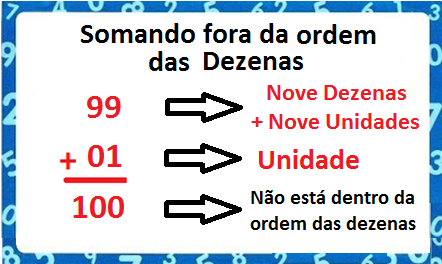 Somando fora da ordem
das Dezenas
99
Nove Dezenas
+ Nove Unidades
+ 01
Unidade
100
Não está dentro da
ordem das dezenas